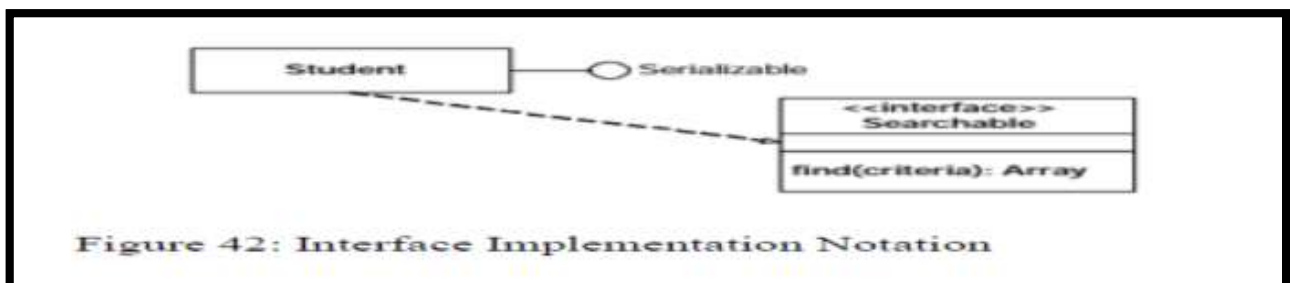 Student
Serializable
<<interface>>
Searchable
find(criteria): Array
Figure 42: Interface Implementation Notation